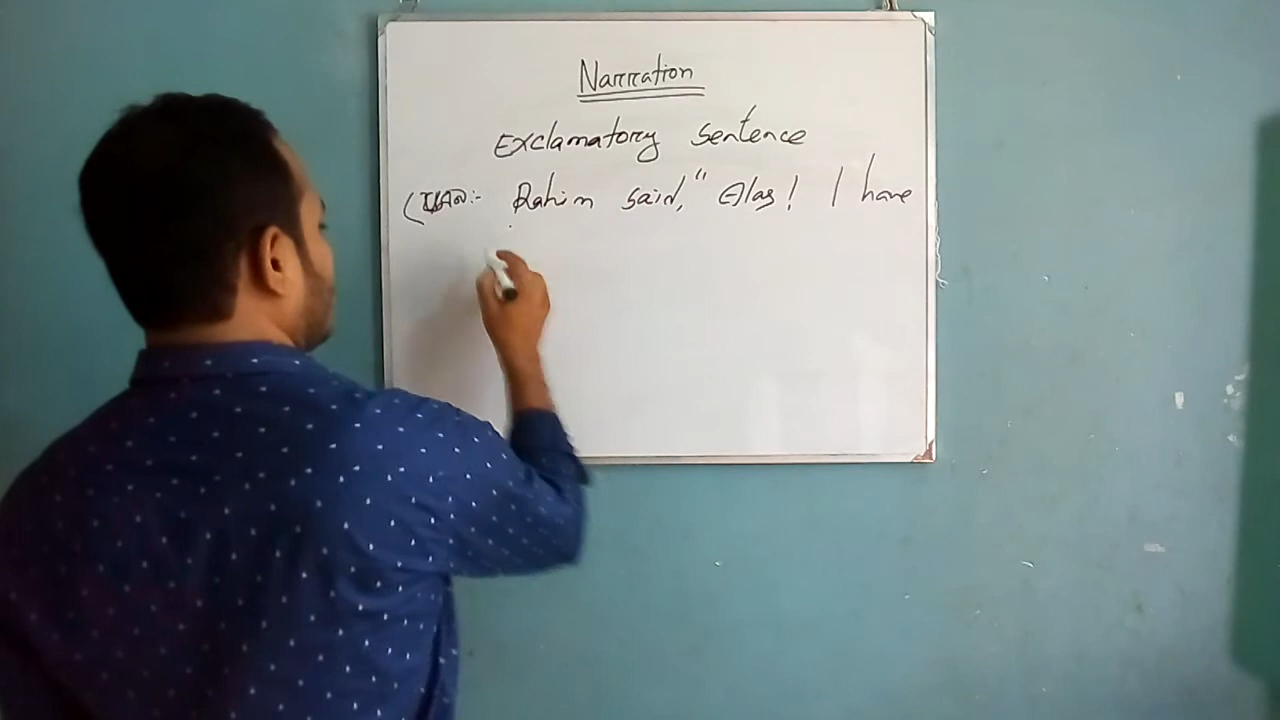 Narration
Exclamatory sentence
Rahim said, " Alas! I have